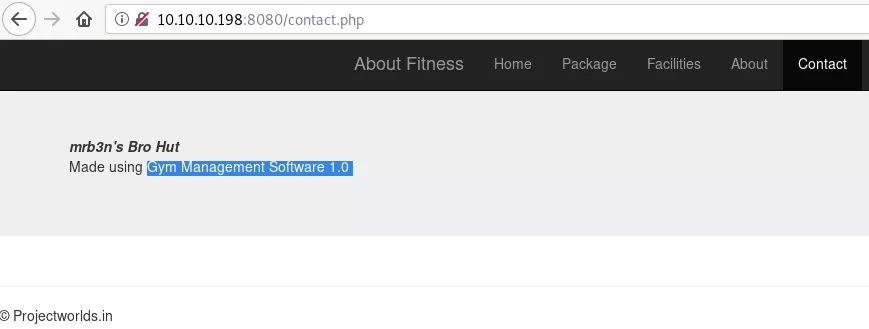 10.10.10.198:8080/contact.php
About Fitness Home Package Facilities About Contact
mrb3n's Bro Hut
Made using Gym Management Software 1.0
© Projectworlds.in